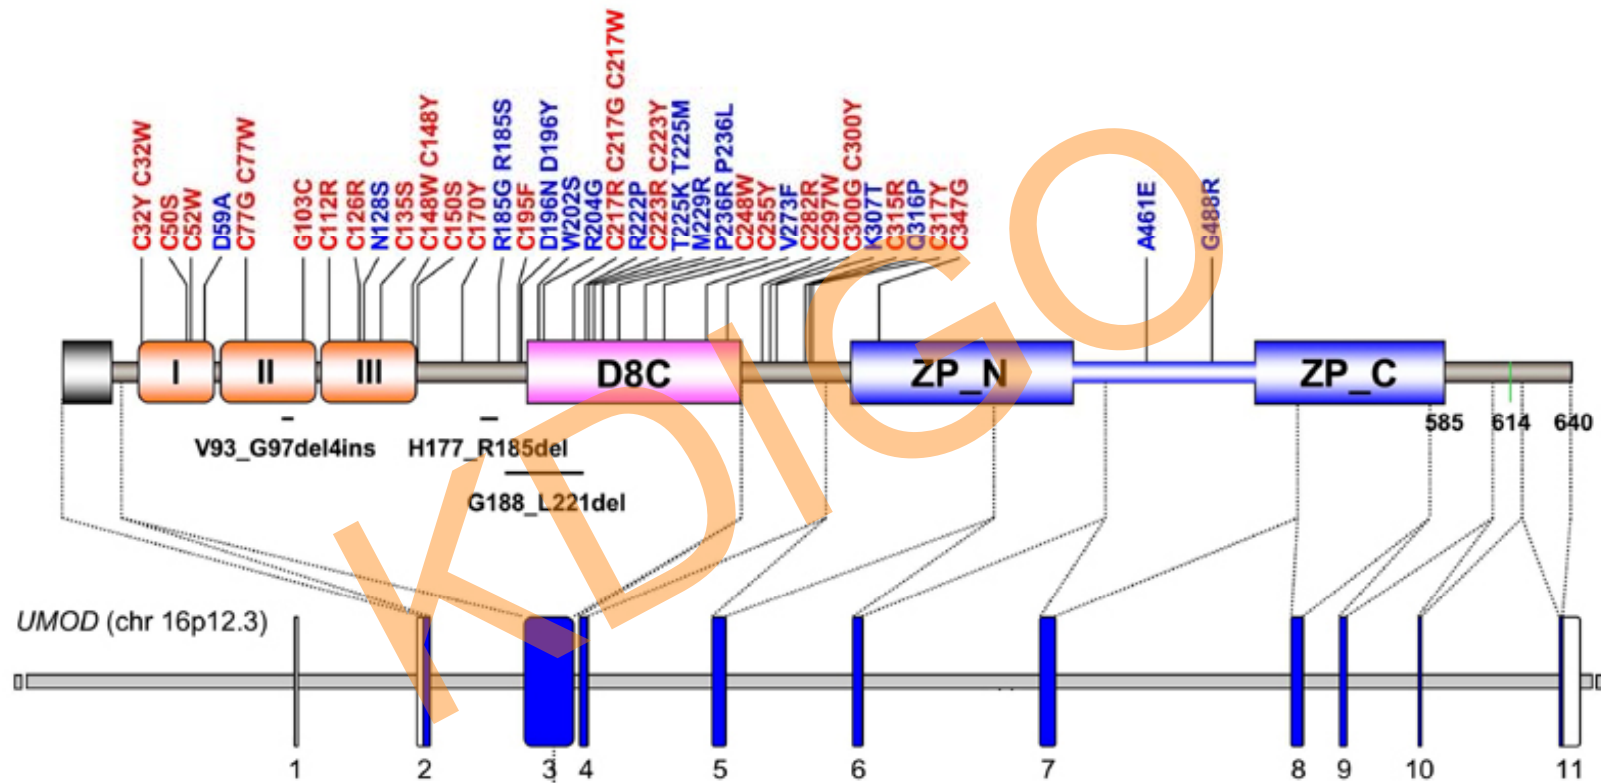 C32Y C32W
C50S
C52W
D59A
C77G C77W
G103C
C112R
C126R
N128S
C135S
C148W C148Y
C150S
C170Y
R185G R185S
C195F
D196N D196Y
W202S
R204G
C217R C217G C217W
R222P
C223R C223Y
T225K T225M
M229R
P236R P236L
C248W
C255Y
V273F
C282R
C297W
C300G C300Y
K307T
C315R
Q316P
C317Y
C347G
A461E
G488R
I II III D8C ZP_N ZP_C
585 614 640
V93_G97del4ins H177_R185del
G188_L221del
KDIGO
UMOD (chr 16p12.3)
1 2 3 4 5 6 7 8 9 10 11